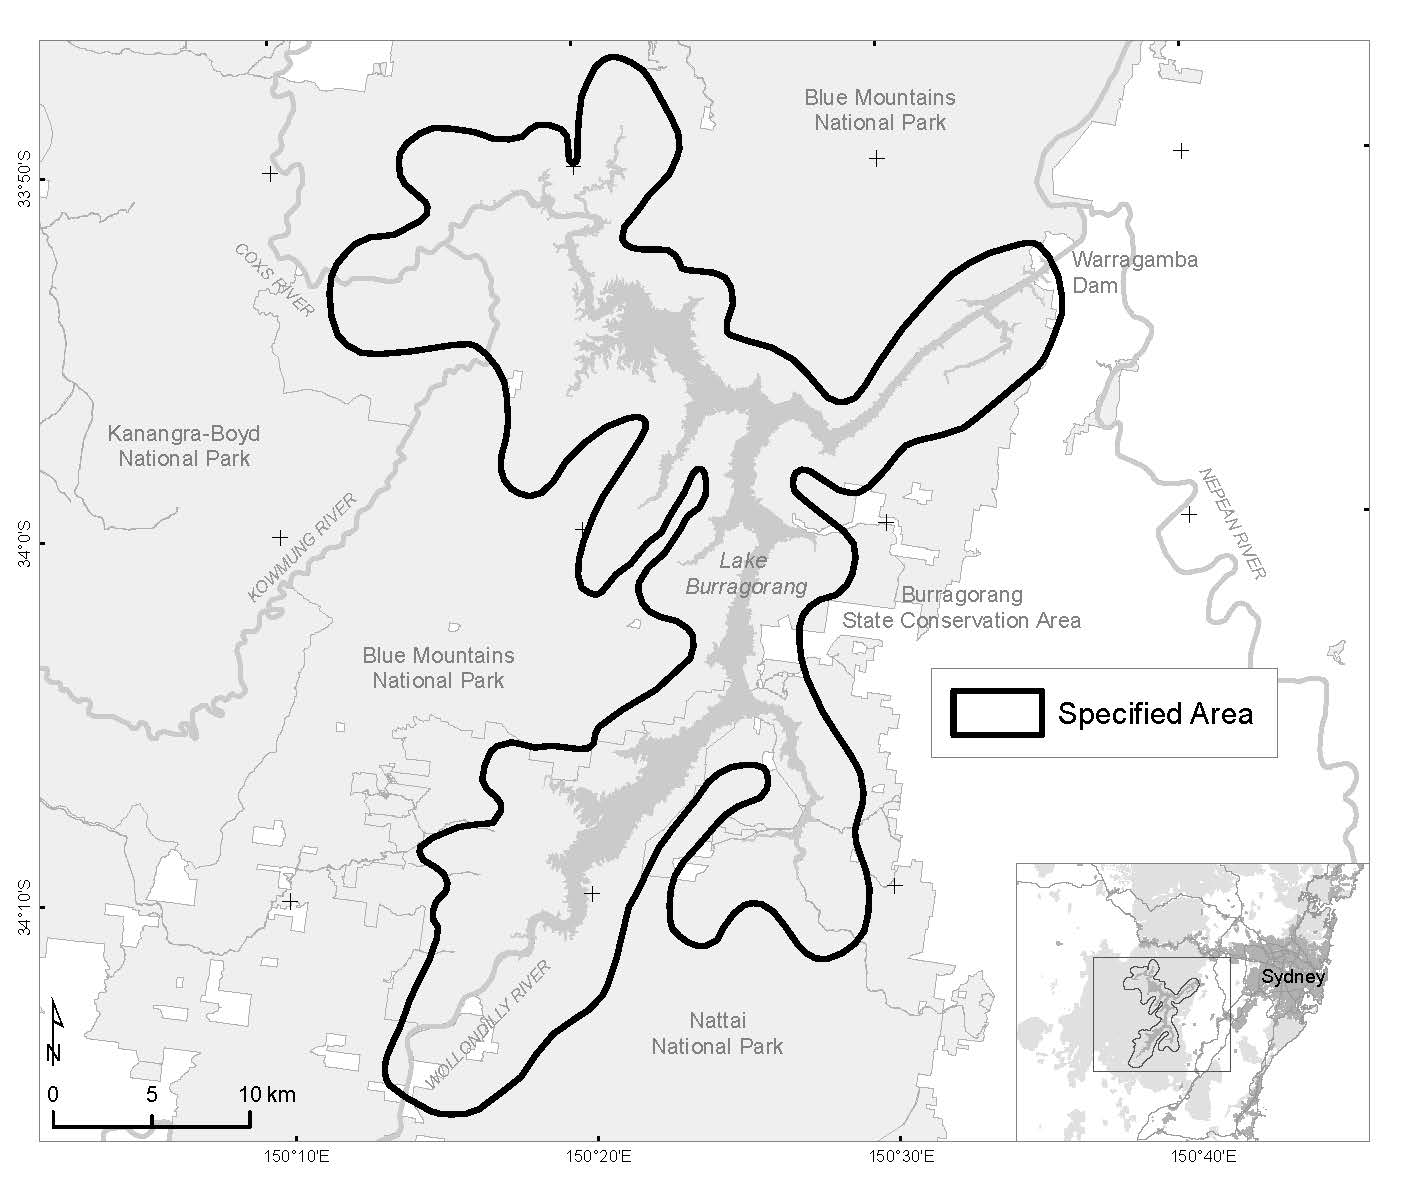 Blue Mountains
National Park
33°50'S
COXS RIVER
Warragamba
Dam
Kanangra-Boyd
National Park
NEPEAN RIVER
KOWMUNG RIVER
34°0'S
Lake
Burragorang
Burragorang
State Conservation Area
Blue Mountains
National Park
Specified Area
34°10'S
Sydney
WOLLONDILLY RIVER
Nattai
National Park
N
0 5 10 km
150°10'E 150°20'E 150°30'E 150°40'E